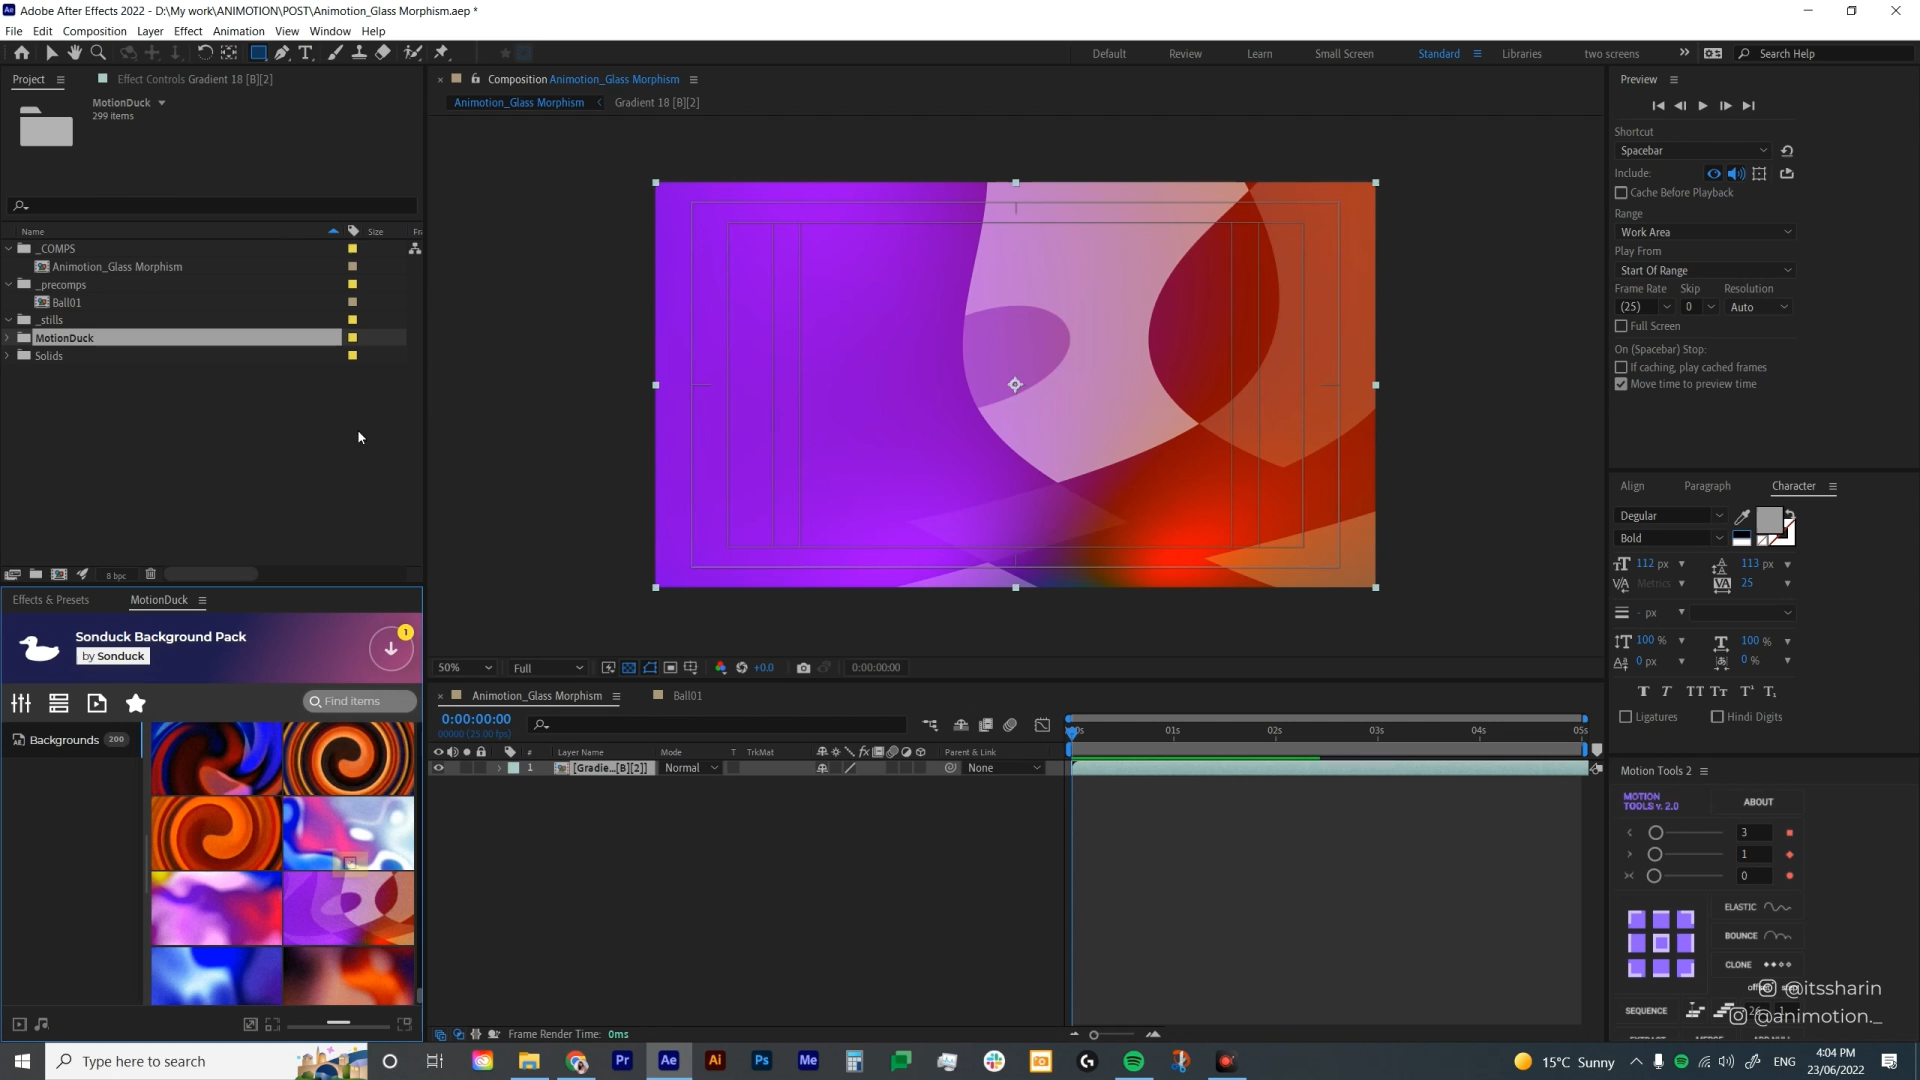 Adobe After Effects 2022 - D:\My work\ANIMOTION\POST\Animotion_Glass Morphism.aep *
File Edit Composition Layer Effect Animation View Window Help
Default Review Learn Small Screen Standard Libraries two screens Search Help
Project Effect Controls Gradient 18 [B][2]
MotionDuck
299 items
Name Size
_COMPS
Animotion_Glass Morphism
_precomps
Ball01
_stills
MotionDuck
Solids
8 bpc
Composition Animotion_Glass Morphism
Animotion_Glass Morphism Gradient 18 [B][2]
50% Full +0.0 0:00:00:00
Preview
Shortcut
Spacebar
Include:
Cache Before Playback
Range
Work Area
Play From
Start Of Range
Frame Rate Skip Resolution
(25) 0 Auto
Full Screen
On (Spacebar) Stop:
If caching, play cached frames
Move time to preview time
Align Paragraph Character
Degular
Bold
112 px 113 px
Metrics 25
- px
100 % 100 %
0 px 0 %
Ligatures Hindi Digits
Effects & Presets MotionDuck
Sonduck Background Pack
by Sonduck
1
Find items
Backgrounds 200
Animotion_Glass Morphism Ball01
0:00:00:00
00000 (25.00 fps)
# Layer Name Mode T TrkMat Parent & Link
1 [Gradie...[B][2]] Normal None
01s 02s 03s 04s 05s
Frame Render Time: 0ms
Motion Tools 2
MOTION
TOOLS v. 2.0
ABOUT
3
1
0
ELASTIC
BOUNCE
CLONE
SEQUENCE
@itssharin
@animotion._
Type here to search
15°C Sunny
ENG
4:04 PM
23/06/2022